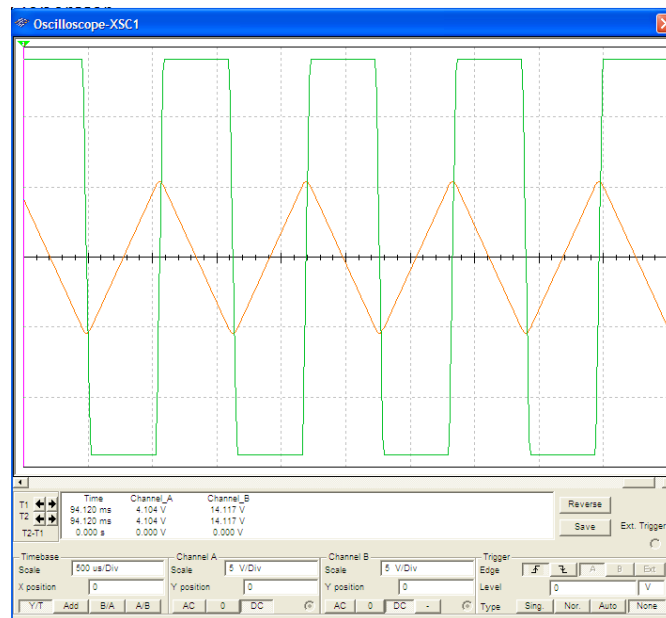 Oscilloscope-XSC1
Time Channel_A Channel_B
T1 94.120 ms 4.104 V 14.117 V
T2 94.120 ms 4.104 V 14.117 V
T2-T1 0.000 s 0.000 V 0.000 V
Reverse
Save
Ext. Trigger
Timebase
Scale 500 us/Div
X position 0
Y/T Add B/A A/B
Channel A
Scale 5 V/Div
Y position 0
AC 0 DC
Channel B
Scale 5 V/Div
Y position 0
AC 0 DC -
Trigger
Edge A B Ext
Level 0 V
Type Sing. Nor. Auto None